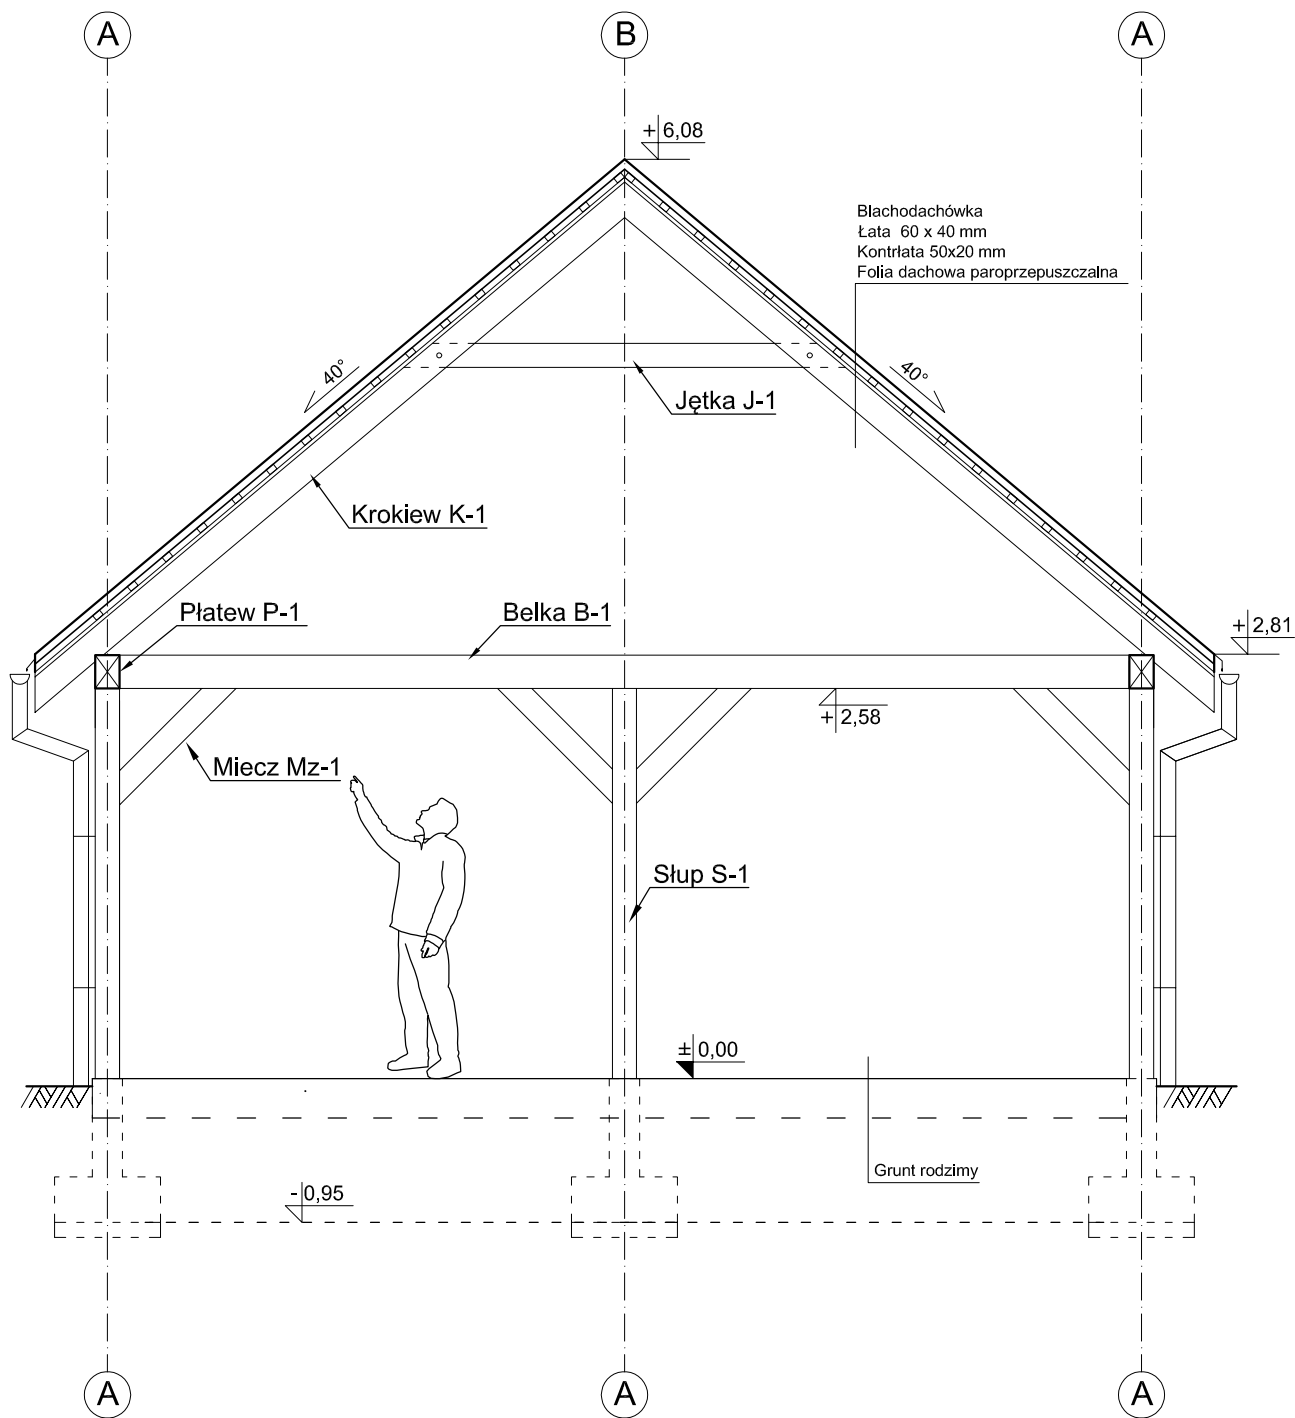 A
B
A
+ 6,08
Blachodachówka
Łata 60 x 40 mm
Kontrłata 50x20 mm
Folia dachowa paroprzepuszczalna
40°
40°
Jętka J-1
Krokiew K-1
Płatew P-1
Belka B-1
+ 2,81
+ 2,58
Miecz Mz-1
Słup S-1
± 0,00
Grunt rodzimy
- 0,95
A
A
A